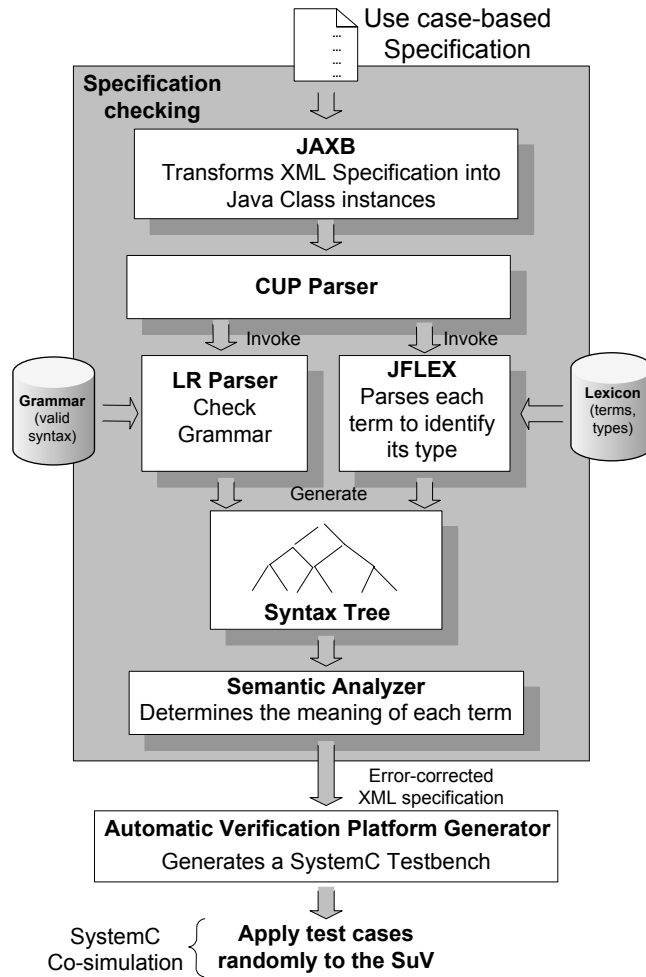 Use case-based
Specification
...
...
...
...
Specification
checking
JAXB
Transforms XML Specification into
Java Class instances
CUP Parser
Invoke
Invoke
Grammar
(valid
syntax)
LR Parser
Check
Grammar
JFLEX
Parses each
term to identify
its type
Lexicon
(terms,
types)
Generate
Syntax Tree
Semantic Analyzer
Determines the meaning of each term
Error-corrected
XML specification
Automatic Verification Platform Generator
Generates a SystemC Testbench
SystemC
Co-simulation
Apply test cases
randomly to the SuV